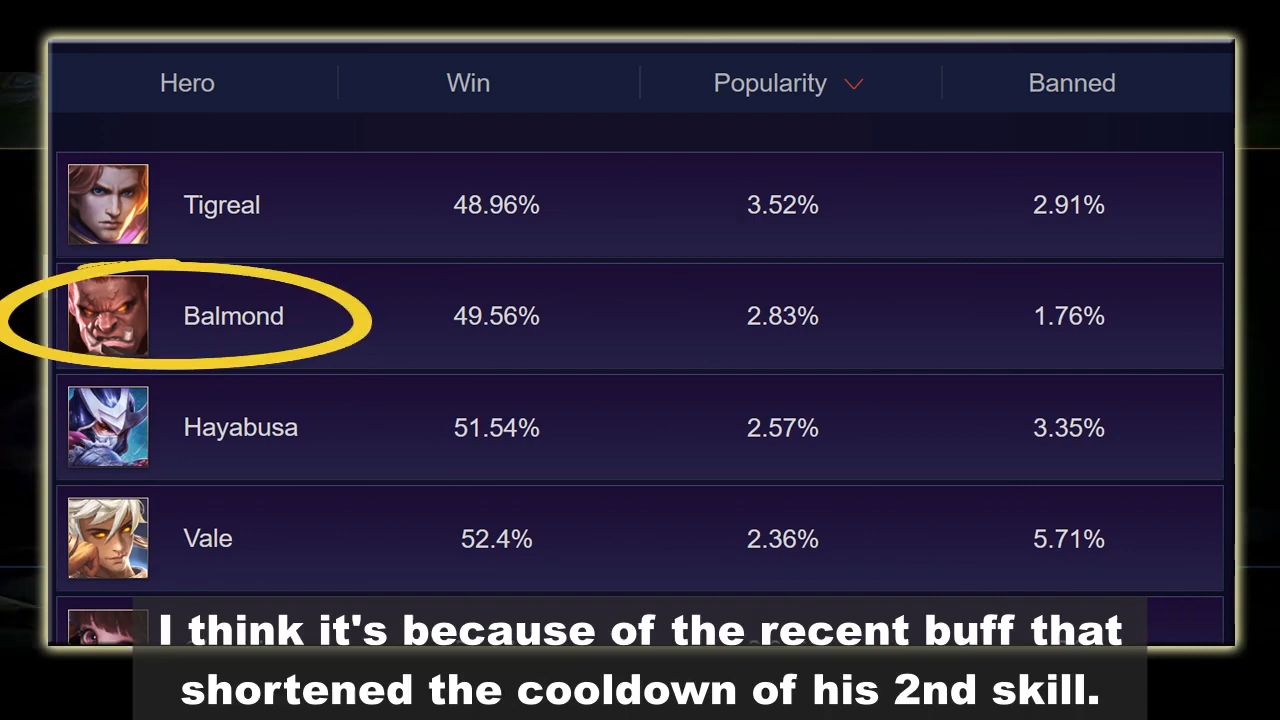 Hero Win Popularity Banned
Tigreal 48.96% 3.52% 2.91%
Balmond 49.56% 2.83% 1.76%
Hayabusa 51.54% 2.57% 3.35%
Vale 52.4% 2.36% 5.71%
I think it's because of the recent buff that
shortened the cooldown of his 2nd skill.